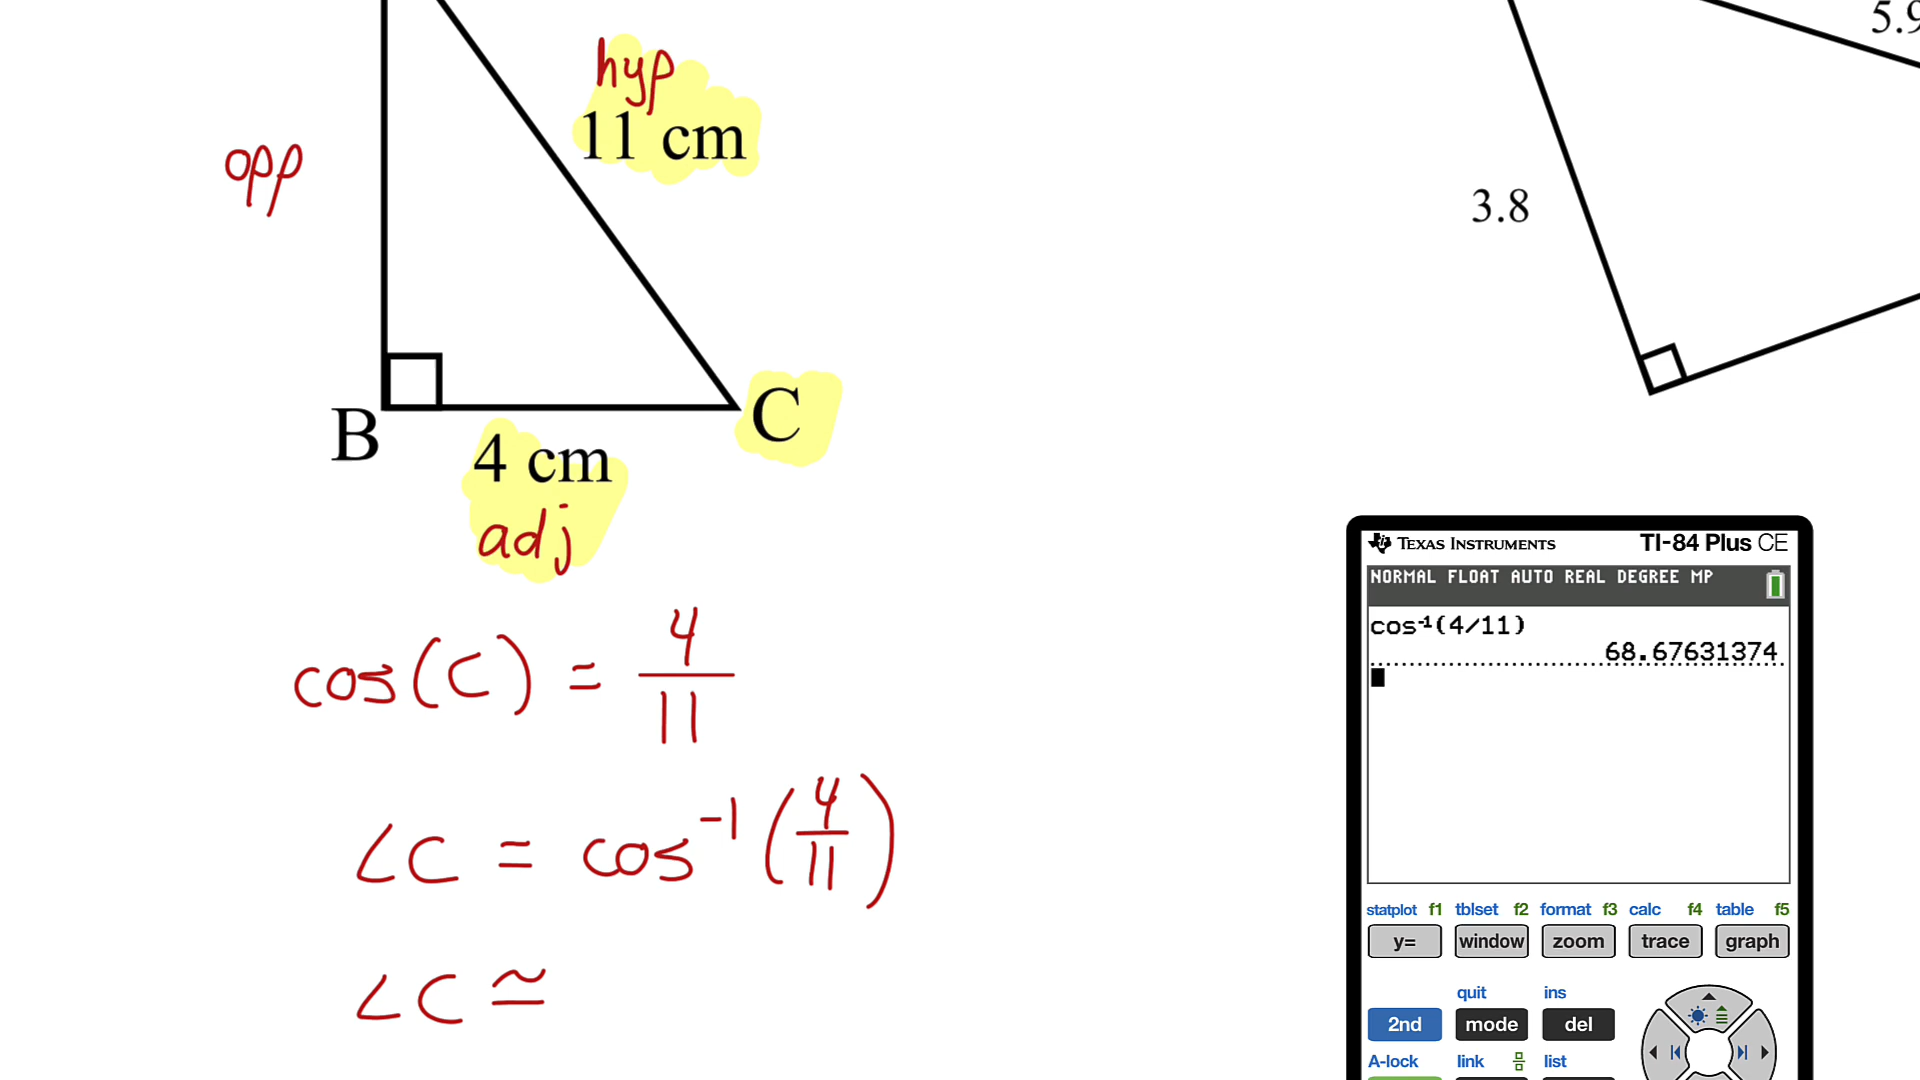 hyp
11 cm
opp
B
C
4 cm
adj
cos(C) = 4/11
∠C = cos⁻¹(4/11)
∠C ≃
5.9
3.8
TEXAS INSTRUMENTS TI-84 Plus CE
NORMAL FLOAT AUTO REAL DEGREE MP
cos⁻¹(4/11)
68.67631374
statplot f1 tblset f2 format f3 calc f4 table f5
y= window zoom trace graph
quit ins
2nd mode del
A-lock link list